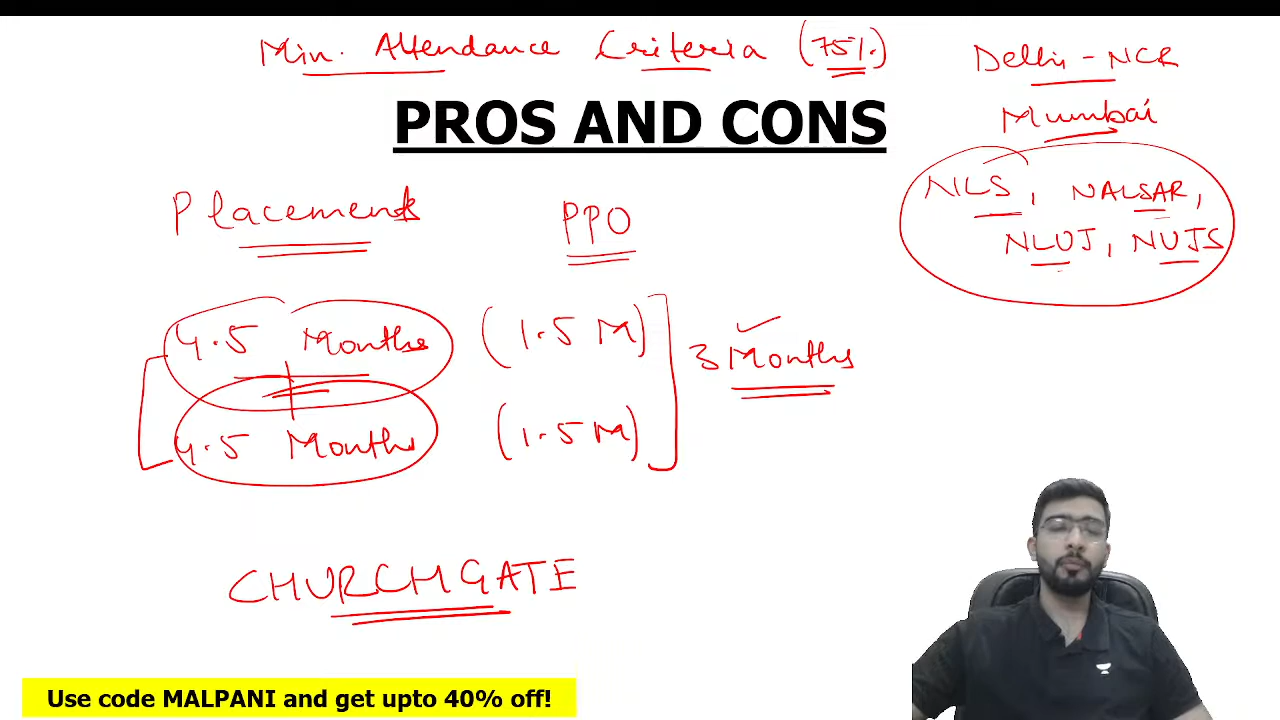 Min. Attendance Criteria (75%)
Delhi - NCR
Mumbai
PROS AND CONS
NLS, NALSAR,
NLUJ, NUJS
Placements
PPO
4.5 Months (1.5 M)
3 Months
4.5 Months (1.5 M)
CHURCHGATE
Use code MALPANI and get upto 40% off!